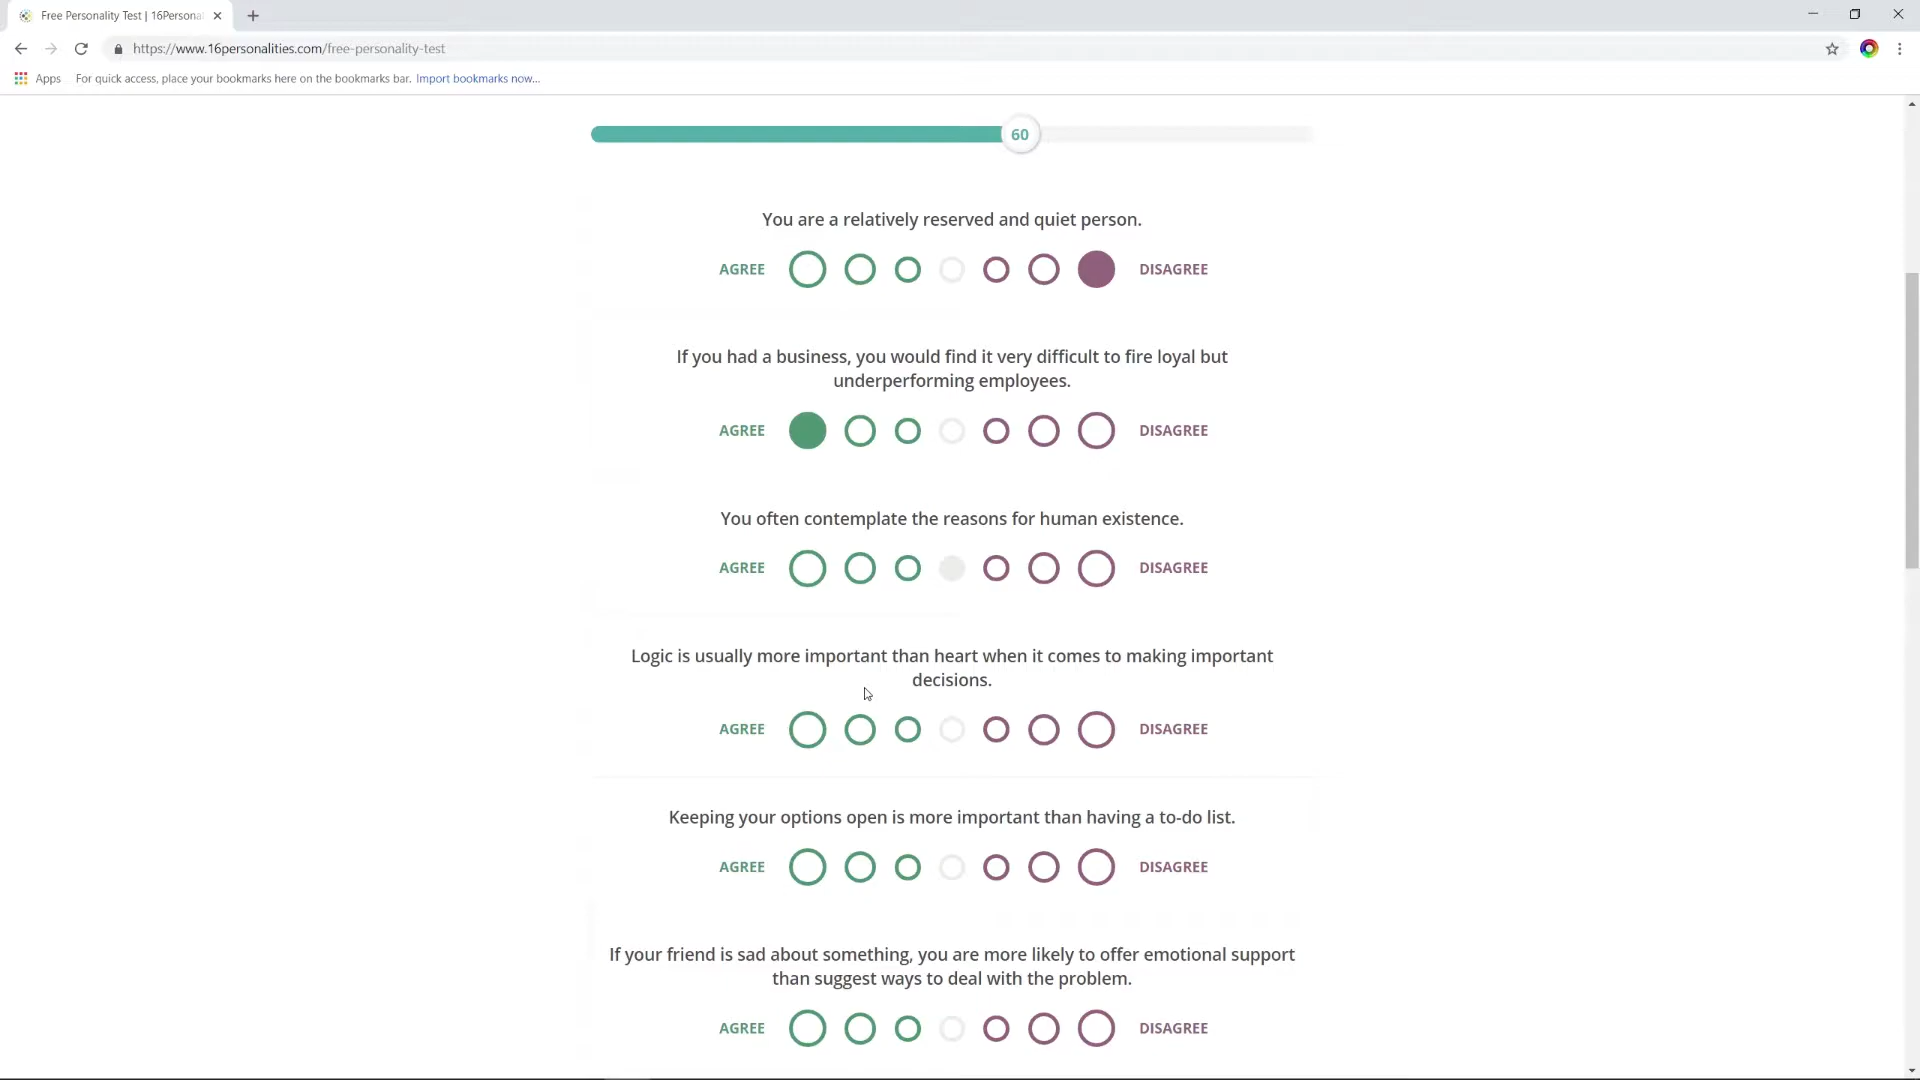 Free Personality Test | 16Persona
https://www.16personalities.com/free-personality-test
Apps For quick access, place your bookmarks here on the bookmarks bar. Import bookmarks now...
60
You are a relatively reserved and quiet person.
AGREE DISAGREE
If you had a business, you would find it very difficult to fire loyal but
underperforming employees.
AGREE DISAGREE
You often contemplate the reasons for human existence.
AGREE DISAGREE
Logic is usually more important than heart when it comes to making important
decisions.
AGREE DISAGREE
Keeping your options open is more important than having a to-do list.
AGREE DISAGREE
If your friend is sad about something, you are more likely to offer emotional support
than suggest ways to deal with the problem.
AGREE DISAGREE